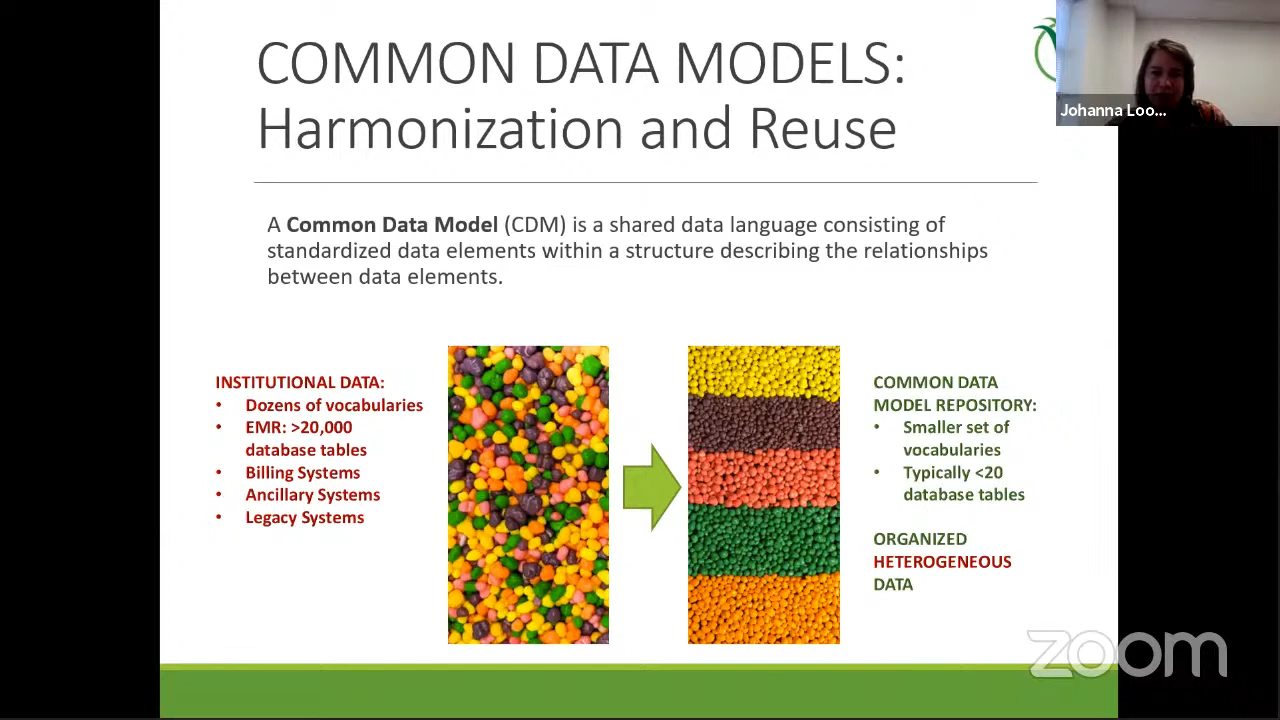 COMMON DATA MODELS:
Harmonization and Reuse
Johanna Loo...
A Common Data Model (CDM) is a shared data language consisting of
standardized data elements within a structure describing the relationships
between data elements.
INSTITUTIONAL DATA:
• Dozens of vocabularies
• EMR: >20,000
database tables
• Billing Systems
• Ancillary Systems
• Legacy Systems
COMMON DATA
MODEL REPOSITORY:
• Smaller set of
vocabularies
• Typically <20
database tables
ORGANIZED
HETEROGENEOUS
DATA
zoom